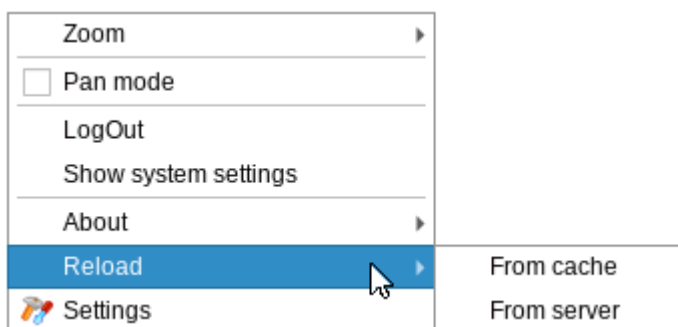 Zoom
Pan mode
LogOut
Show system settings
About
Reload
From cache
Settings
From server